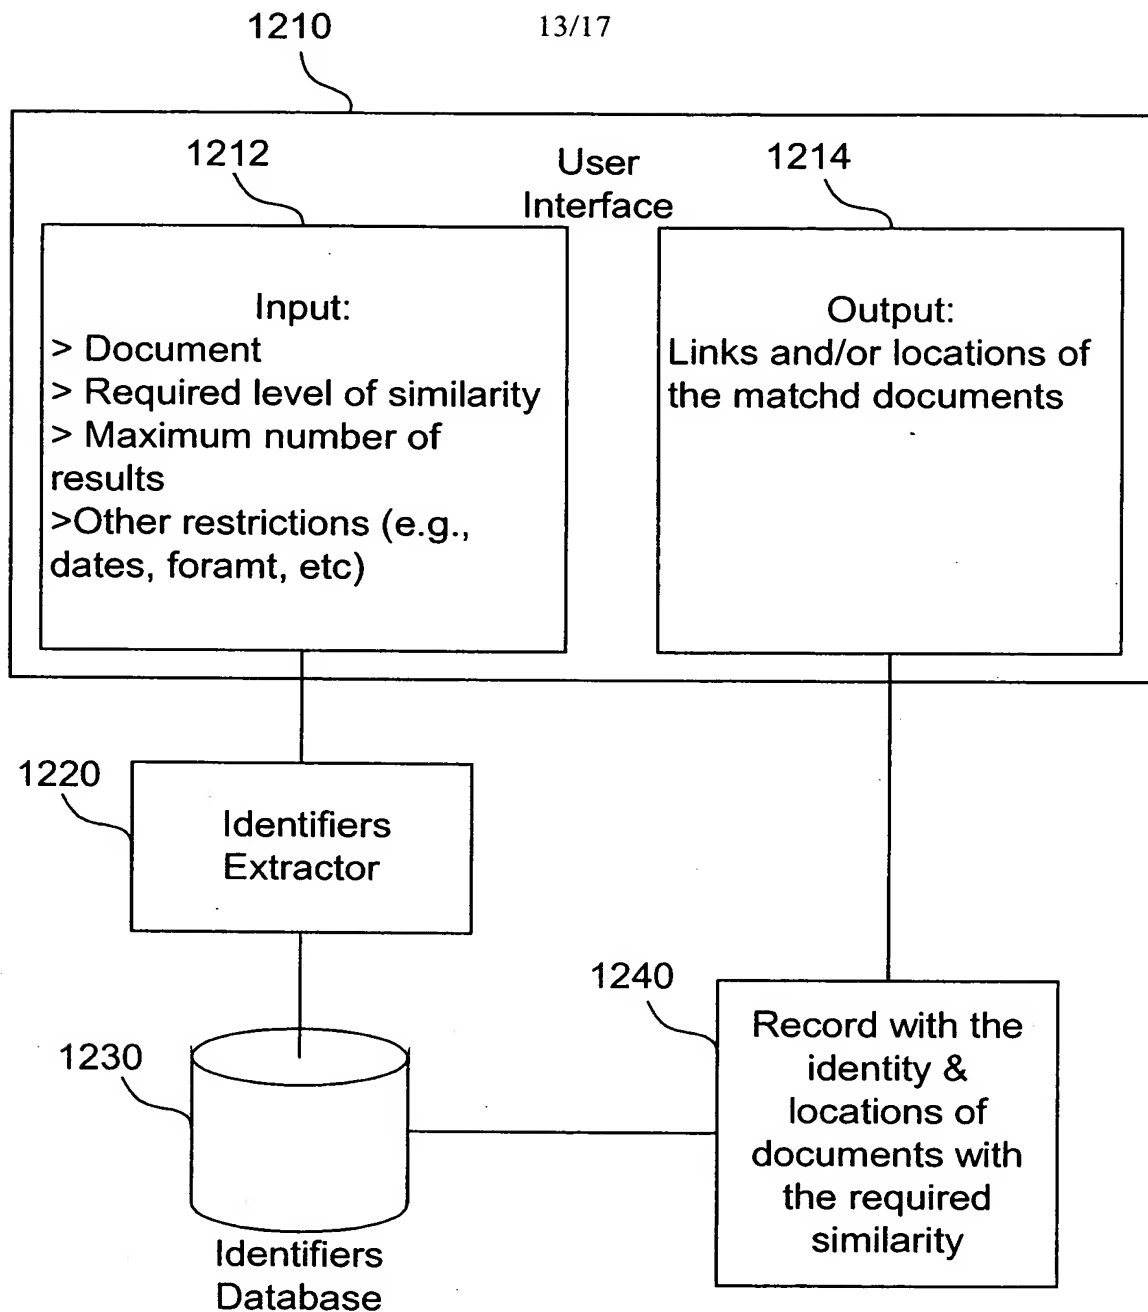 1210
13/17
1212
User
Interface
1214
Input:
> Document
> Required level of similarity
> Maximum number of
results
>Other restrictions (e.g.,
dates, foramt, etc)
Output:
Links and/or locations of
the matchd documents
1220
Identifiers
Extractor
1230
Identifiers
Database
1240
Record with the
identity &
locations of
documents with
the required
similarity